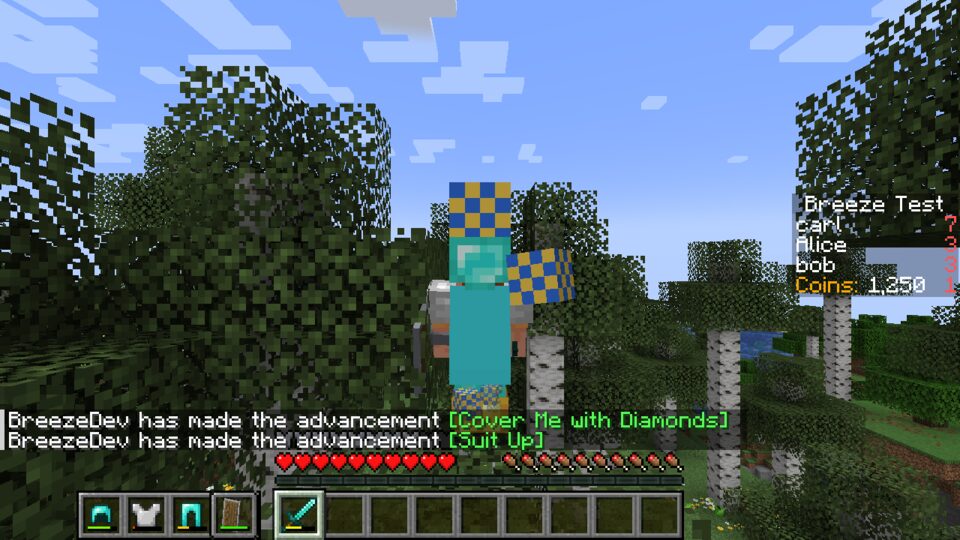 Breeze Test
carl 7
Alice 3
bob 3
Coins: 1,250 1
BreezeDev has made the advancement [Cover Me with Diamonds]
BreezeDev has made the advancement [Suit Up]